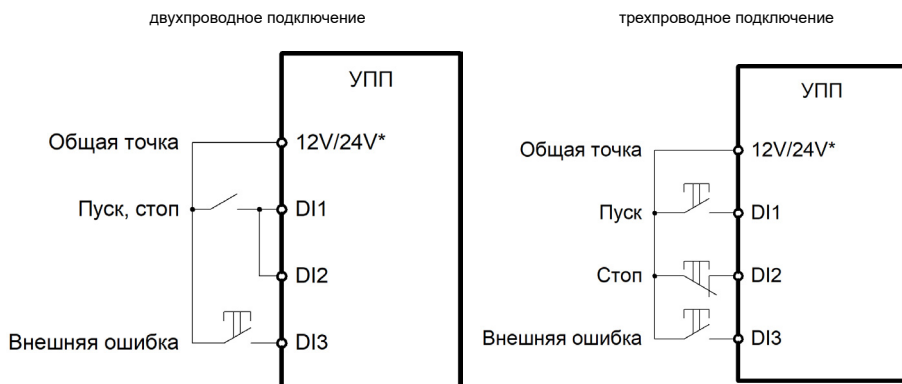 двухпроводное подключение
УПП
Общая точка
12V/24V*
Пуск, стоп
DI1
DI2
Внешняя ошибка
DI3
трехпроводное подключение
УПП
Общая точка
12V/24V*
Пуск
DI1
Стоп
DI2
Внешняя ошибка
DI3